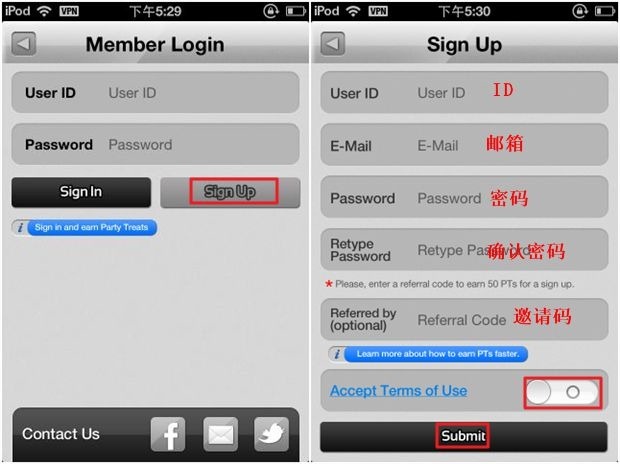 iPod VPN 下午5:29
Member Login
User ID User ID
Password Password
Sign In Sign Up
i Sign in and earn Party Treats
Contact Us f
iPod VPN 下午5:30
Sign Up
User ID User ID ID
E-Mail E-Mail 邮箱
Password Password 密码
Retype Password Retype Password 确认密码
* Please, enter a referral code to earn 50 PTs for a sign up.
Referred by (optional) Referral Code 邀请码
i Learn more about how to earn PTs faster.
Accept Terms of Use
Submit